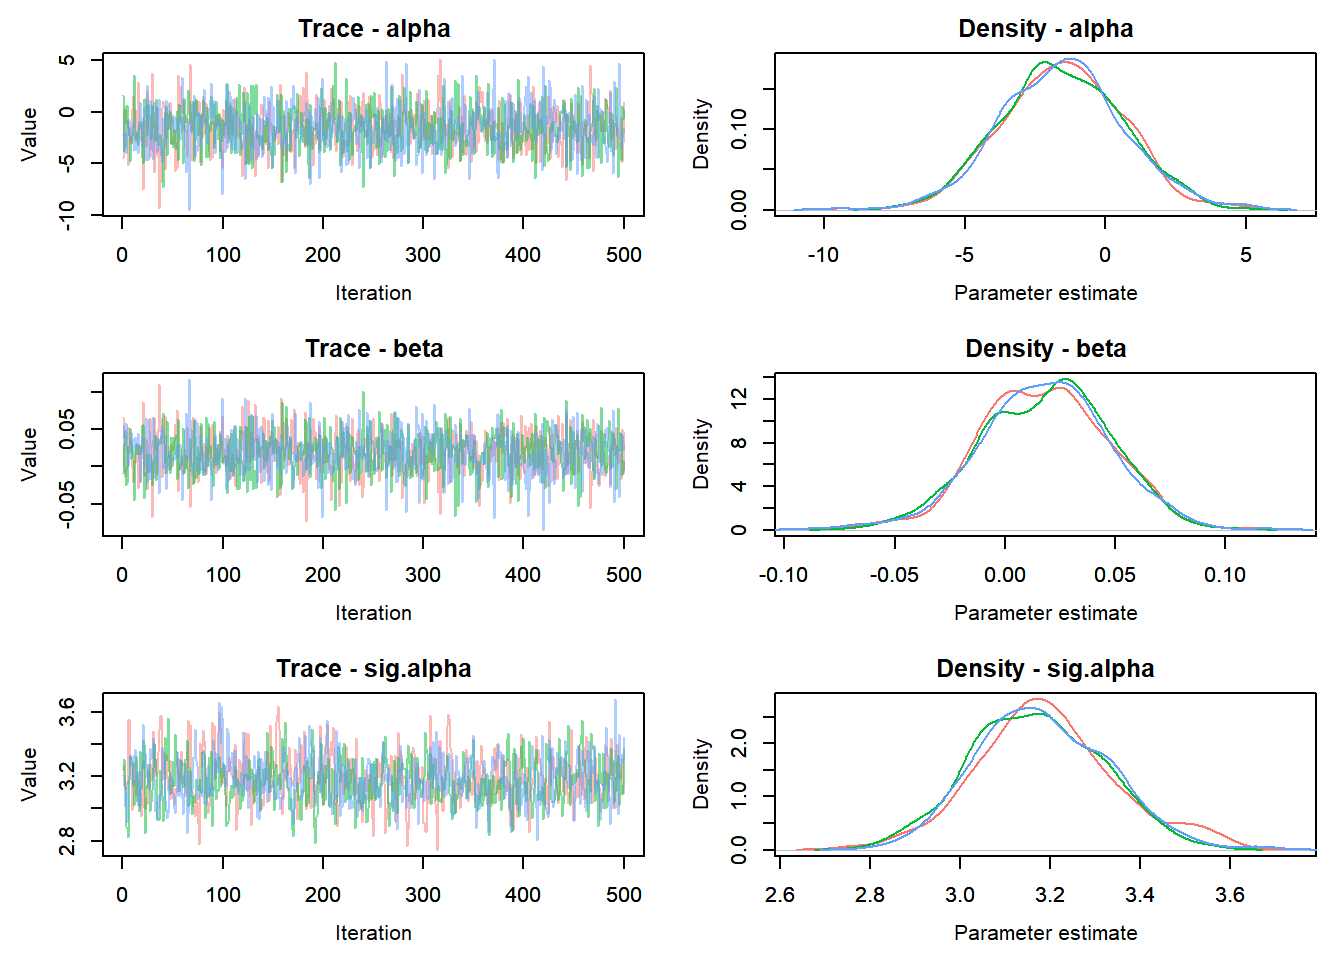 Trace - alpha
Value
5
0
-5
-10
0 100 200 300 400 500
Iteration
Density - alpha
Density
0.10
0.00
-10 -5 0 5
Parameter estimate
Trace - beta
Value
0.05
-0.05
0 100 200 300 400 500
Iteration
Density - beta
Density
12
8
4
0
-0.10 -0.05 0.00 0.05 0.10
Parameter estimate
Trace - sig.alpha
Value
3.6
3.2
2.8
0 100 200 300 400 500
Iteration
Density - sig.alpha
Density
2.0
1.0
0.0
2.6 2.8 3.0 3.2 3.4 3.6
Parameter estimate